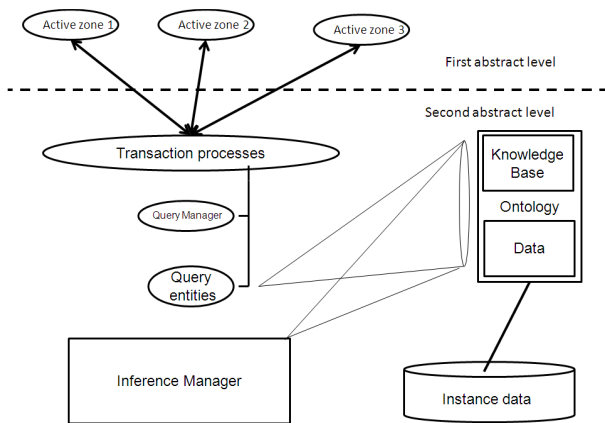 Active zone 1
Active zone 2
Active zone 3
First abstract level
Second abstract level
Transaction processes
Knowledge
Base
Query Manager
Ontology
Data
Query
entities
Inference Manager
Instance data